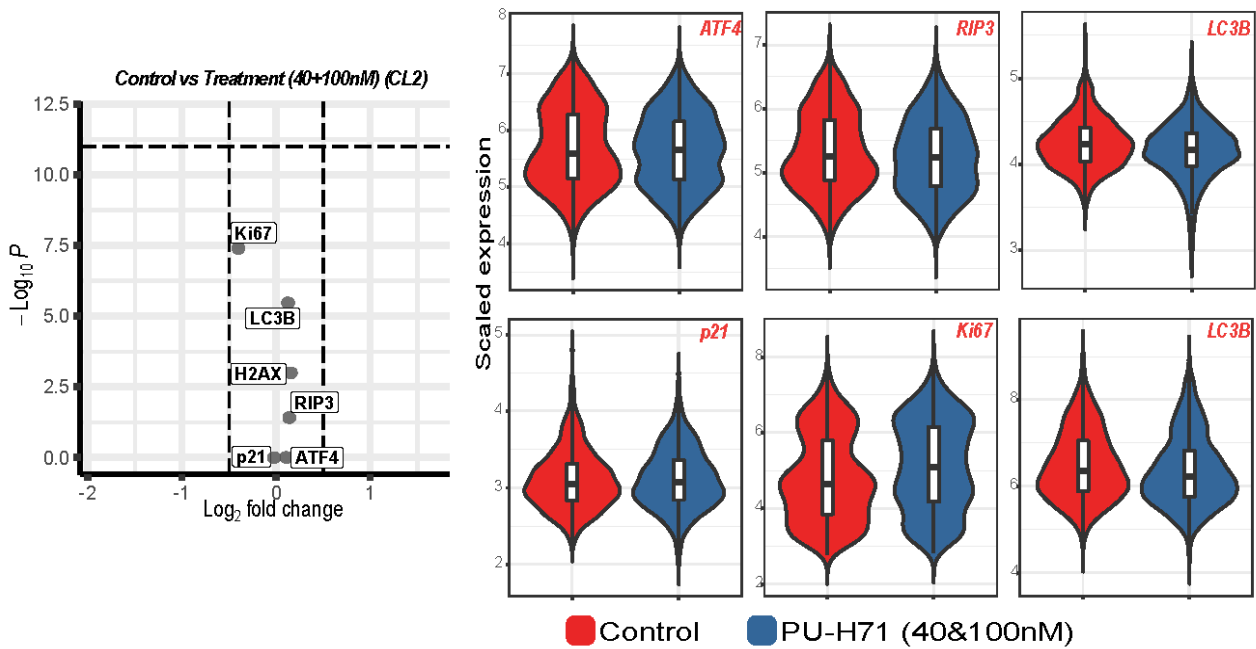 Control vs Treatment (40+100nM) (CL2)
12.5
10.0
7.5
5.0
2.5
0.0
− Log10 P
Ki67
LC3B
H2AX
RIP3
p21
ATF4
-2
-1
0
1
Log2 fold change
Scaled expression
ATF4
8
7
6
5
4
RIP3
7
6
5
4
LC3B
5
4
3
p21
5
4
3
2
Ki67
8
6
4
2
LC3B
8
6
4
Control
PU-H71 (40&100nM)